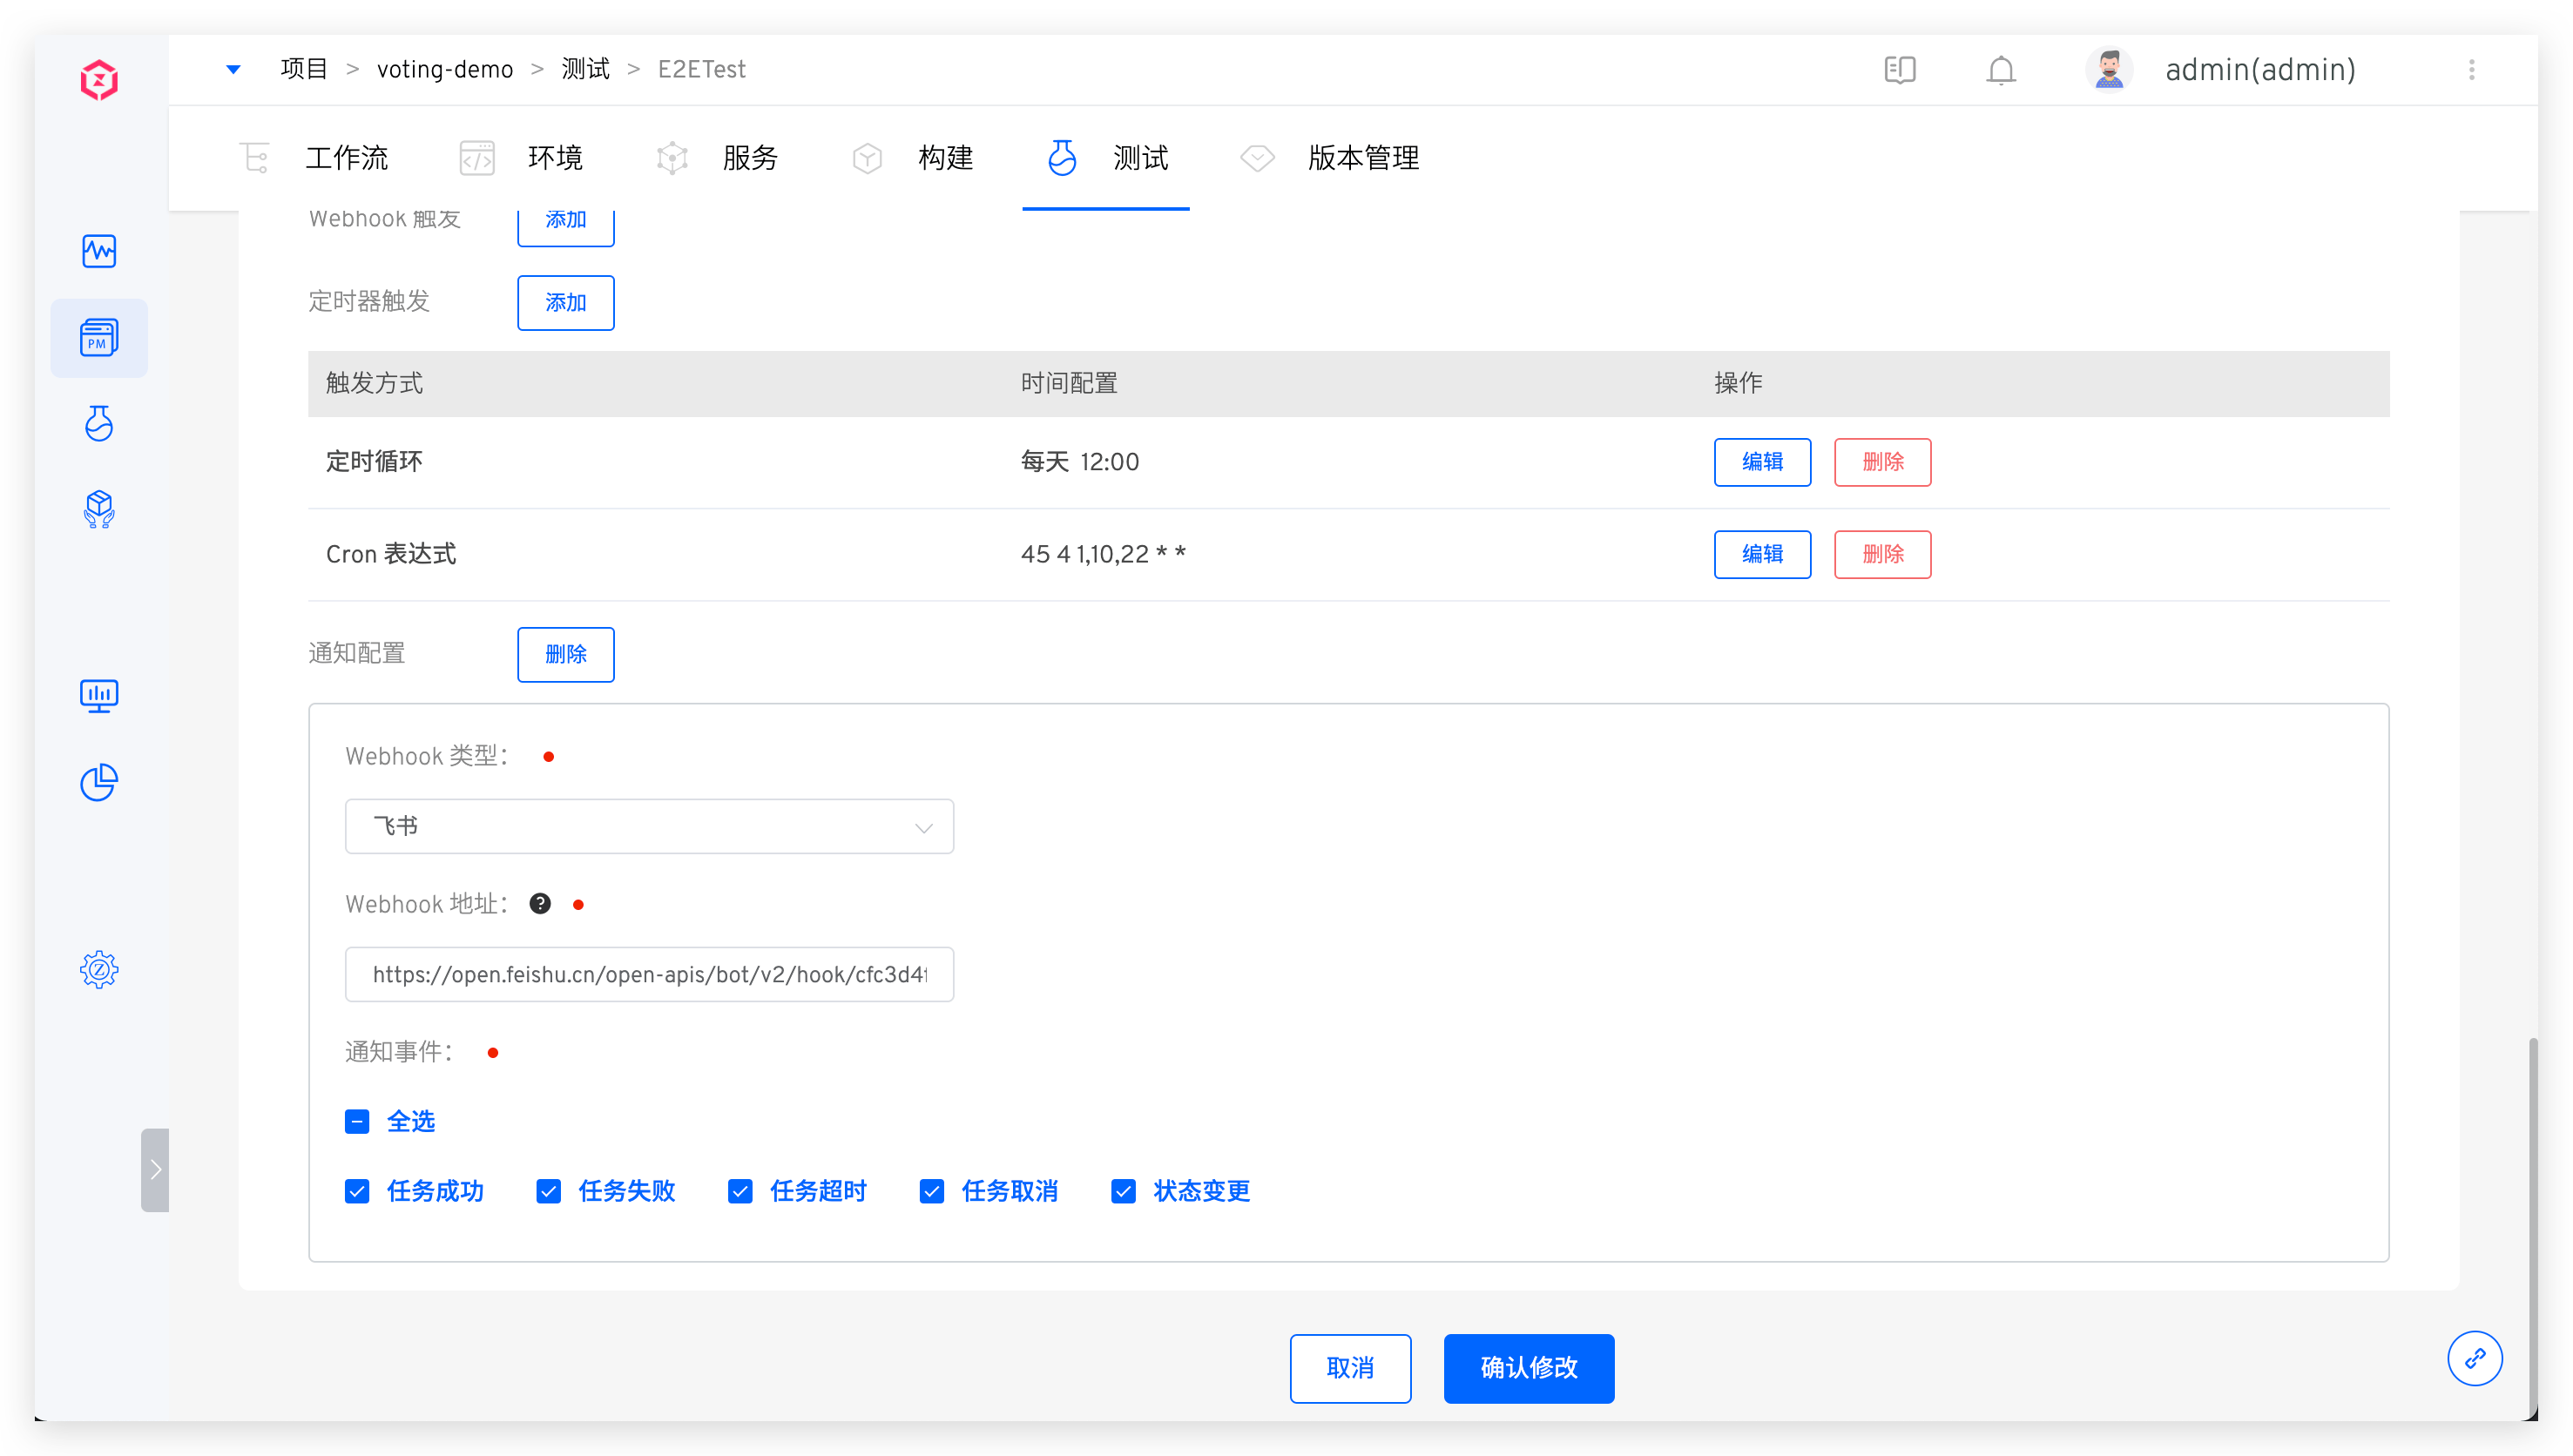 项目 > voting-demo > 测试 > E2ETest
admin(admin)
工作流 环境 服务 构建 测试 版本管理
Webhook 触发 添加
定时器触发 添加
触发方式 时间配置 操作
定时循环 每天 12:00 编辑 删除
Cron 表达式 45 4 1,10,22 * * 编辑 删除
PM
通知配置 删除
Webhook 类型：
飞书
Webhook 地址：
https://open.feishu.cn/open-apis/bot/v2/hook/cfc3d4f
通知事件：
全选
任务成功 任务失败 任务超时 任务取消 状态变更
取消 确认修改